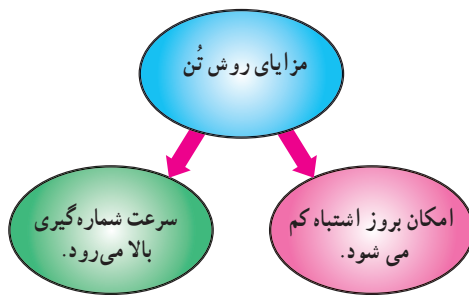 مزایای روش تُن
امکان بروز اشتباه کم
می شود.
سرعت شماره‌گیری
بالا می‌رود.